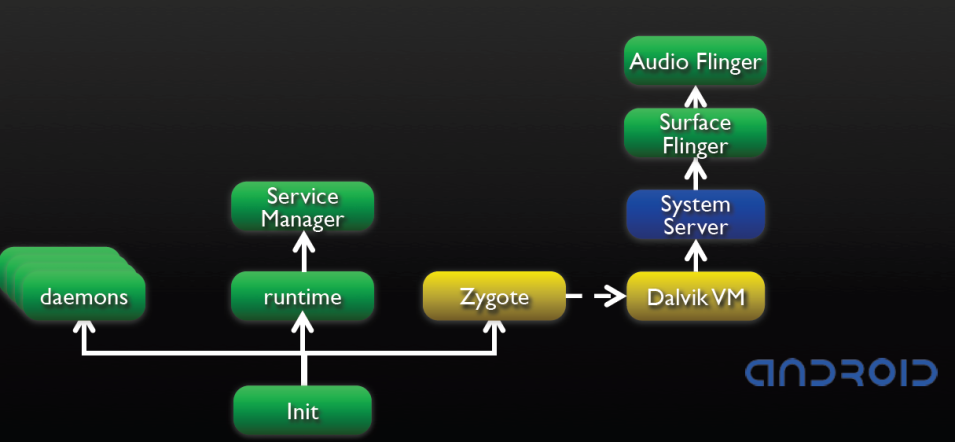 Audio Flinger
Surface
Flinger
Service
Manager
System
Server
daemons
runtime
Zygote
Dalvik VM
ANDROID
Init